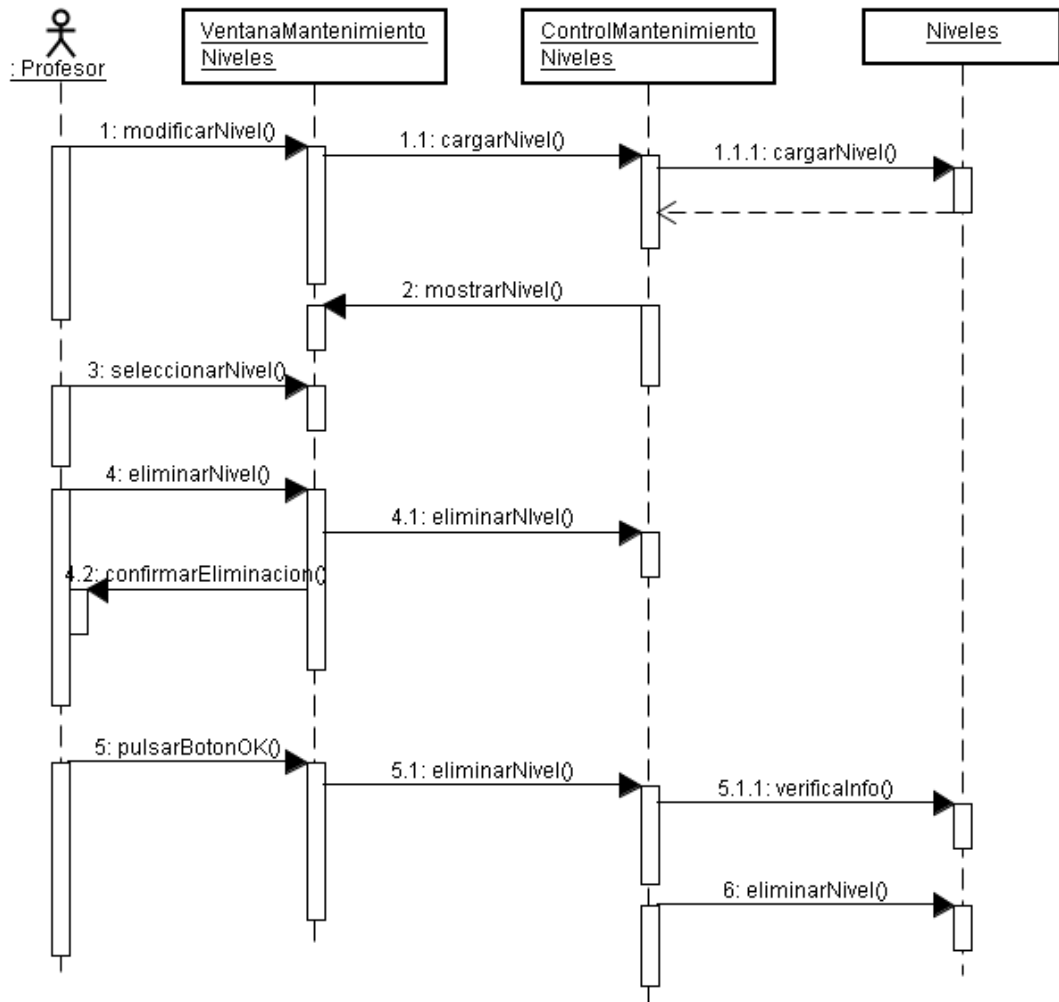 : Profesor
VentanaMantenimiento
Niveles
ControlMantenimiento
Niveles
Niveles
1: modificarNivel()
1.1: cargarNivel()
1.1.1: cargarNivel()
2: mostrarNivel()
3: seleccionarNivel()
4: eliminarNivel()
4.1: eliminarNIvel()
4.2: confirmarEliminacion()
5: pulsarBotonOK()
5.1: eliminarNivel()
5.1.1: verificaInfo()
6: eliminarNivel()